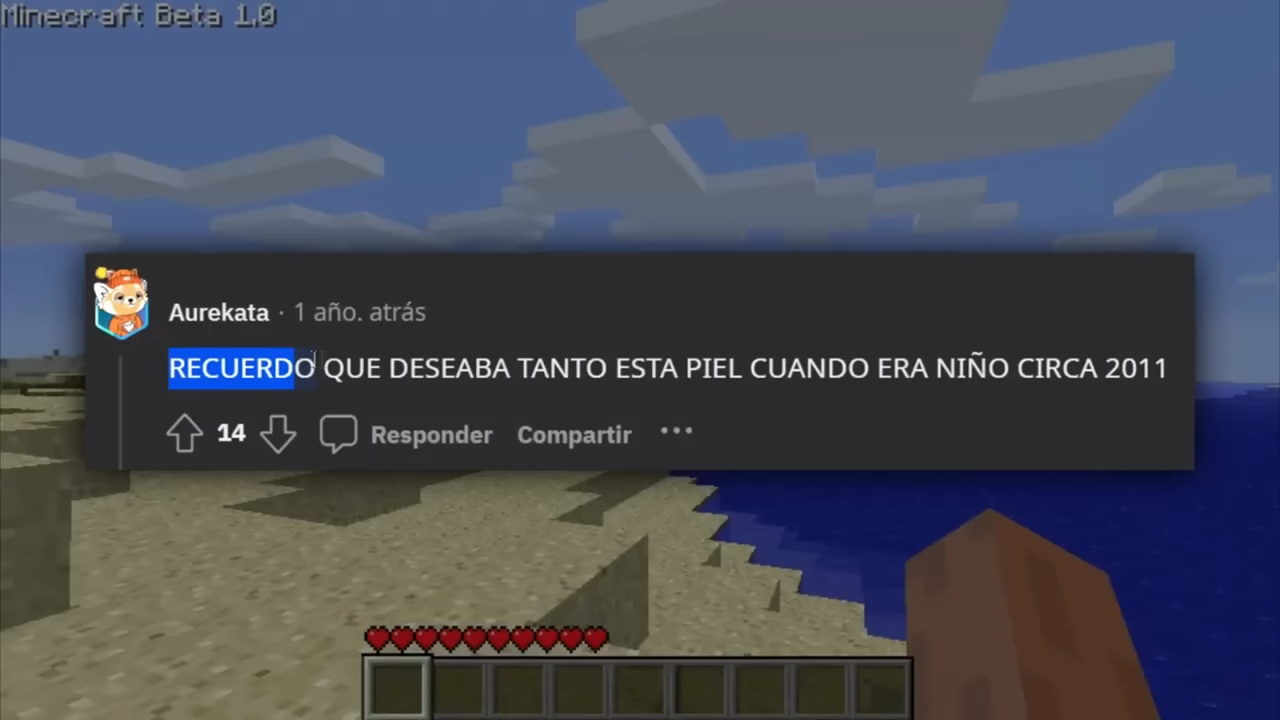 Minecraft Beta 1.0
Aurekata · 1 año. atrás
RECUERDO QUE DESEABA TANTO ESTA PIEL CUANDO ERA NIÑO CIRCA 2011
14 Responder Compartir ...